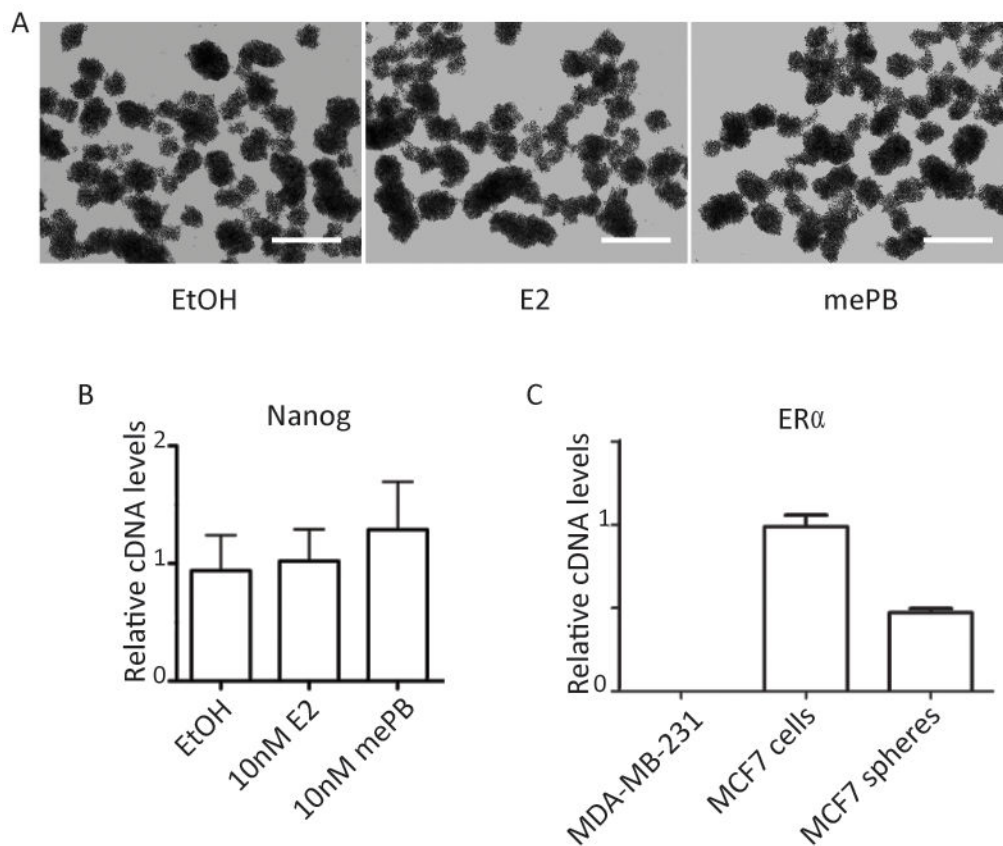 A
EtOH E2 mePB
B
Nanog
Relative cDNA levels
2
1
0
EtOH
10nM E2
10nM mePB
C
ERα
Relative cDNA levels
1
0
MDA-MB-231
MCF7 cells
MCF7 spheres